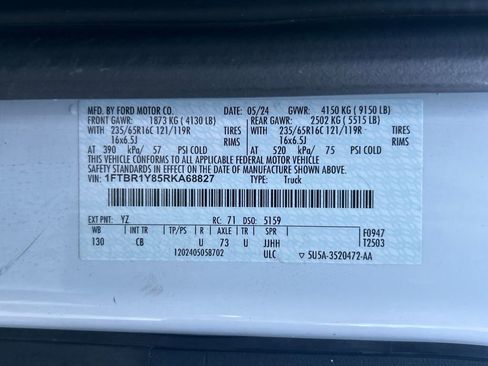 MFD. BY FORD MOTOR CO. 05/24 GVWR: 4150 KG ( 9150 LB)
FRONT GAWR: 1873 KG ( 4130 LB) REAR GAWR: 2502 KG ( 5515 LB)
WITH 235/65R16C 121/119R TIRES WITH 235/65R16C 121/119R TIRES
16x6.5J RIMS 16x6.5J RIMS
AT 390 kPa/ 57 PSI COLD AT 520 kPa/ 75 PSI COLD
THIS VEHICLE CONFORMS TO ALL APPLICABLE FEDERAL MOTOR VEHICLE
SAFETY STANDARDS IN EFFECT ON THE DATE OF MANUFACTURE SHOWN ABOVE.
VIN: 1FTBR1Y85RKA68827 TYPE: Truck
EXT PNT: YZ RC: 71 DSO: 5159
WB TP/PS R AXLE TR SPR F0947
130 CB U 73 U JJHH T2503
1202405058702 ULC 5U5A-3520472-AA